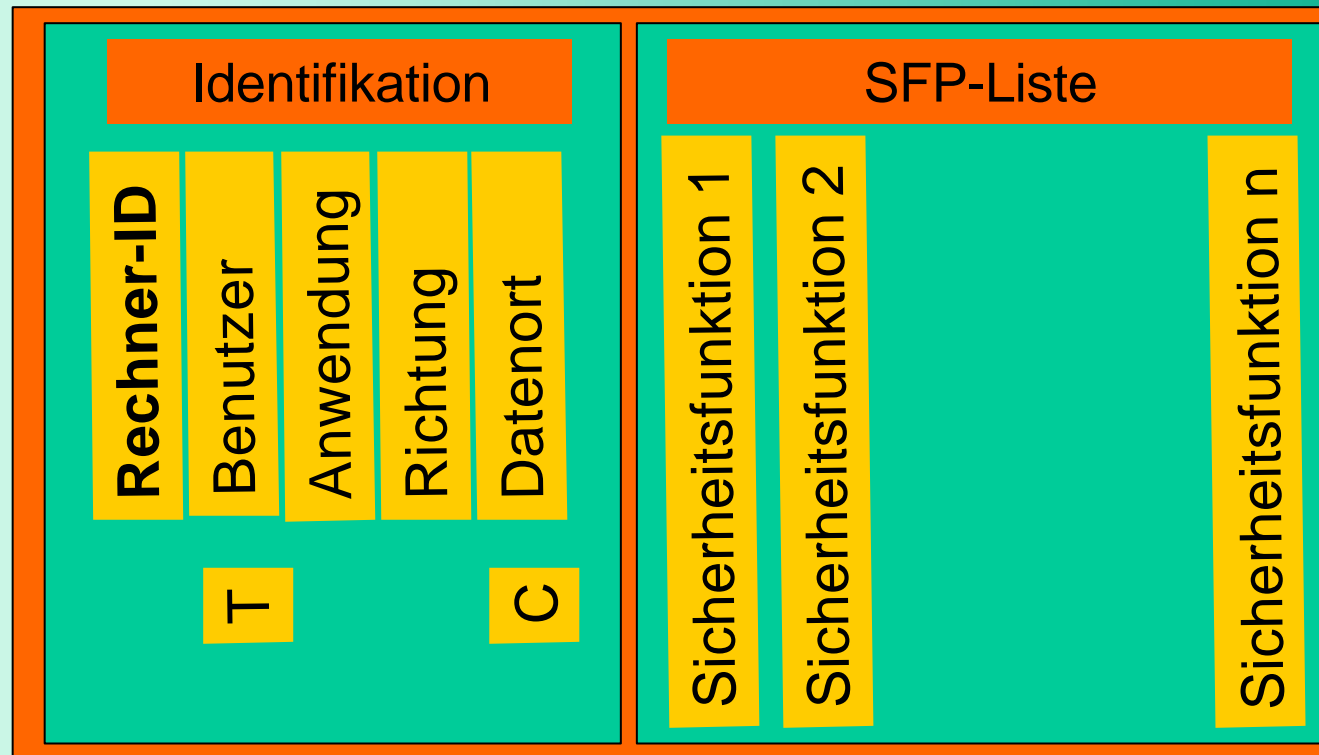 Identifikation
SFP-Liste
Rechner-ID
Benutzer
Anwendung
Richtung
Datenort
T
C
Sicherheitsfunktion 1
Sicherheitsfunktion 2
Sicherheitsfunktion n